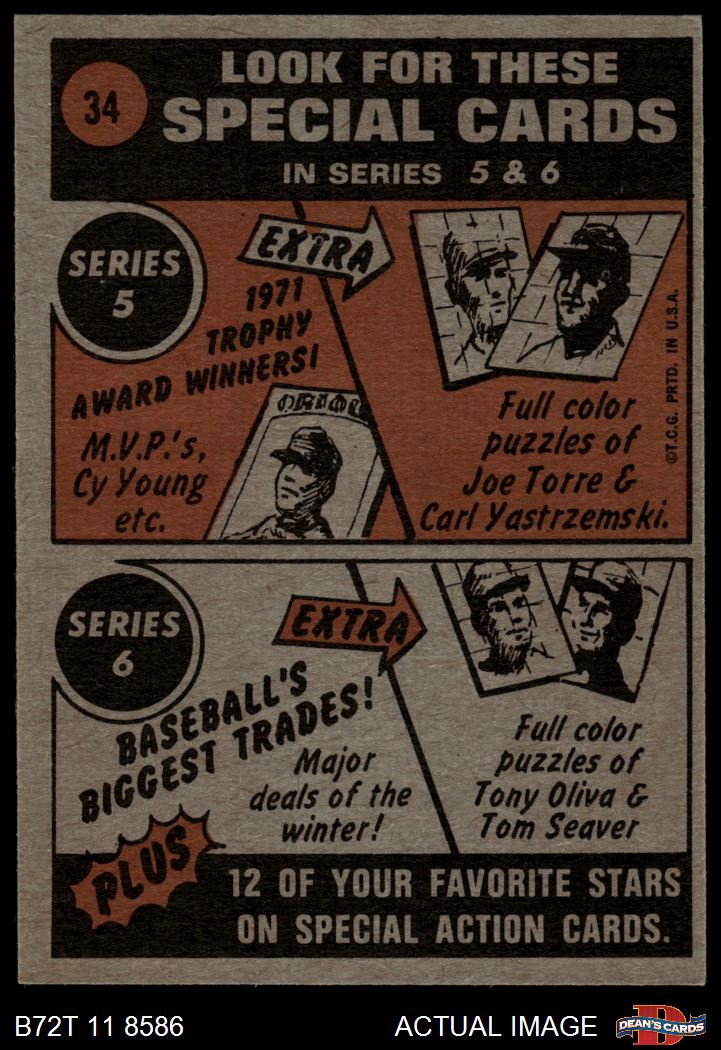 34
LOOK FOR THESE
SPECIAL CARDS
IN SERIES 5 & 6
SERIES
5
EXTRA
1971
TROPHY
AWARD WINNERS!
M.V.P.'s,
Cy Young
etc.
ORIOL
Full color
puzzles of
Joe Torre &
Carl Yastrzemski.
©T.C.G. PRTD. IN U.S.A.
SERIES
6
EXTRA
BASEBALL'S
BIGGEST TRADES!
Major
deals of the
winter!
Full color
puzzles of
Tony Oliva &
Tom Seaver
PLUS
12 OF YOUR FAVORITE STARS
ON SPECIAL ACTION CARDS.
B72T 11 8586
ACTUAL IMAGE
D
DEAN'S CARDS